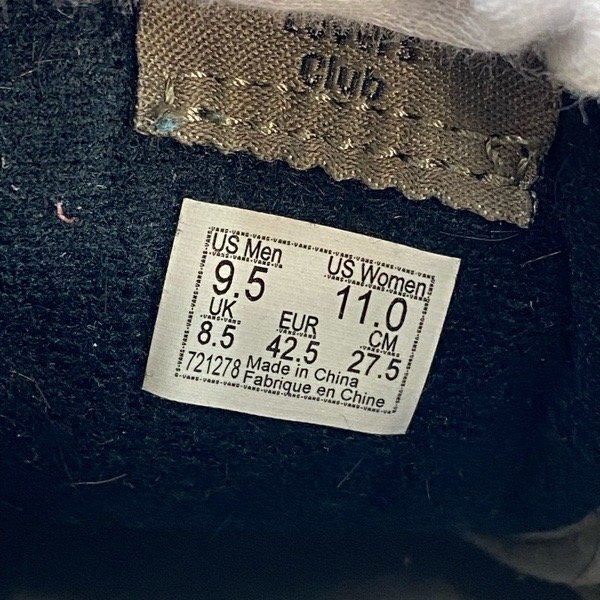 Lovers
Club
US Men US Women
9.5 11.0
UK EUR CM
8.5 42.5 27.5
721278 Made in China
Fabrique en Chine